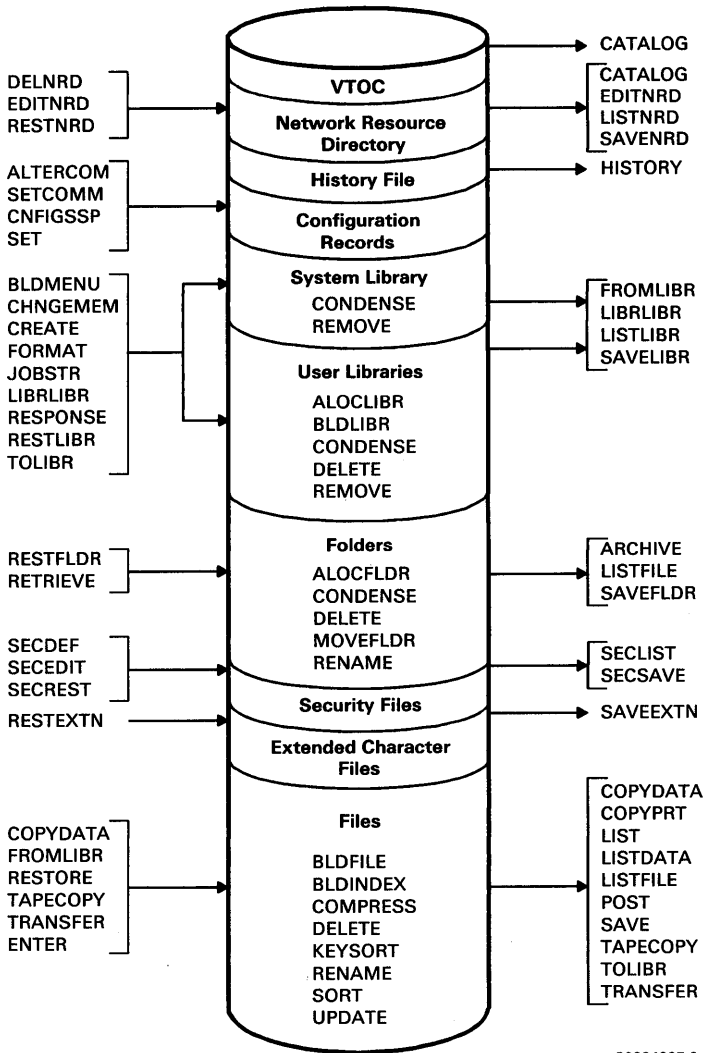 CATALOG
DELNRD
EDITNRD
RESTNRD
VTOC
Network Resource
Directory
CATALOG
EDITNRD
LISTNRD
SAVENRD
ALTERCOM
SETCOMM
CNFIGSSP
SET
History File
HISTORY
Configuration
Records
BLDMENU
CHNGEMEM
CREATE
FORMAT
JOBSTR
LIBRLIBR
RESPONSE
RESTLIBR
TOLIBR
System Library
CONDENSE
REMOVE
FROMLIBR
LIBRLIBR
LISTLIBR
SAVELIBR
User Libraries
ALOCLIBR
BLDLIBR
CONDENSE
DELETE
REMOVE
RESTFLDR
RETRIEVE
Folders
ALOCFLDR
CONDENSE
DELETE
MOVEFLDR
RENAME
ARCHIVE
LISTFILE
SAVEFLDR
SECDEF
SECEDIT
SECREST
Security Files
SECLIST
SECSAVE
RESTEXTN
Extended Character
Files
SAVEEXTN
COPYDATA
FROMLIBR
RESTORE
TAPECOPY
TRANSFER
ENTER
Files
BLDFILE
BLDINDEX
COMPRESS
DELETE
KEYSORT
RENAME
SORT
UPDATE
COPYDATA
COPYPRT
LIST
LISTDATA
LISTFILE
POST
SAVE
TAPECOPY
TOLIBR
TRANSFER